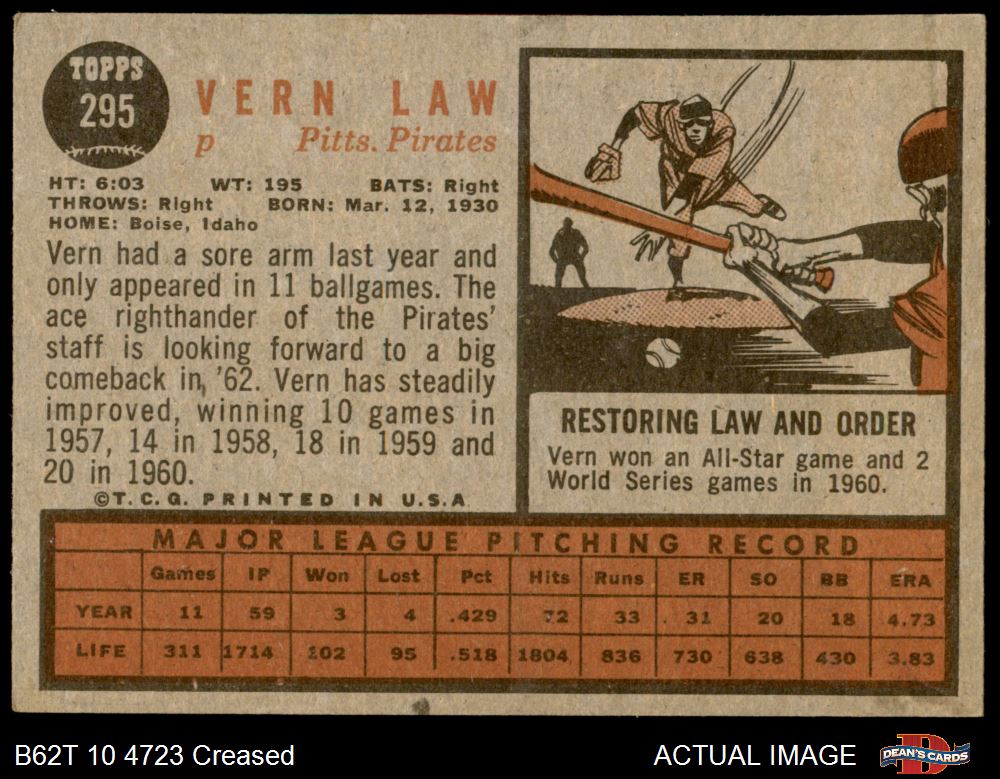 TOPPS
295
VERN LAW
p Pitts. Pirates
HT: 6:03 WT: 195 BATS: Right
THROWS: Right BORN: Mar. 12, 1930
HOME: Boise, Idaho
Vern had a sore arm last year and
only appeared in 11 ballgames. The
ace righthander of the Pirates'
staff is looking forward to a big
comeback in, '62. Vern has steadily
improved, winning 10 games in
1957, 14 in 1958, 18 in 1959 and
20 in 1960.
©T.C.G. PRINTED IN U.S.A
RESTORING LAW AND ORDER
Vern won an All-Star game and 2
World Series games in 1960.
MAJOR LEAGUE PITCHING RECORD
Games IP Won Lost Pct Hits Runs ER SO BB ERA
YEAR 11 59 3 4 .429 72 33 31 20 18 4.73
LIFE 311 1714 102 95 .518 1804 836 730 638 430 3.83
B62T 10 4723 Creased
ACTUAL IMAGE
DEAN'S CARDS